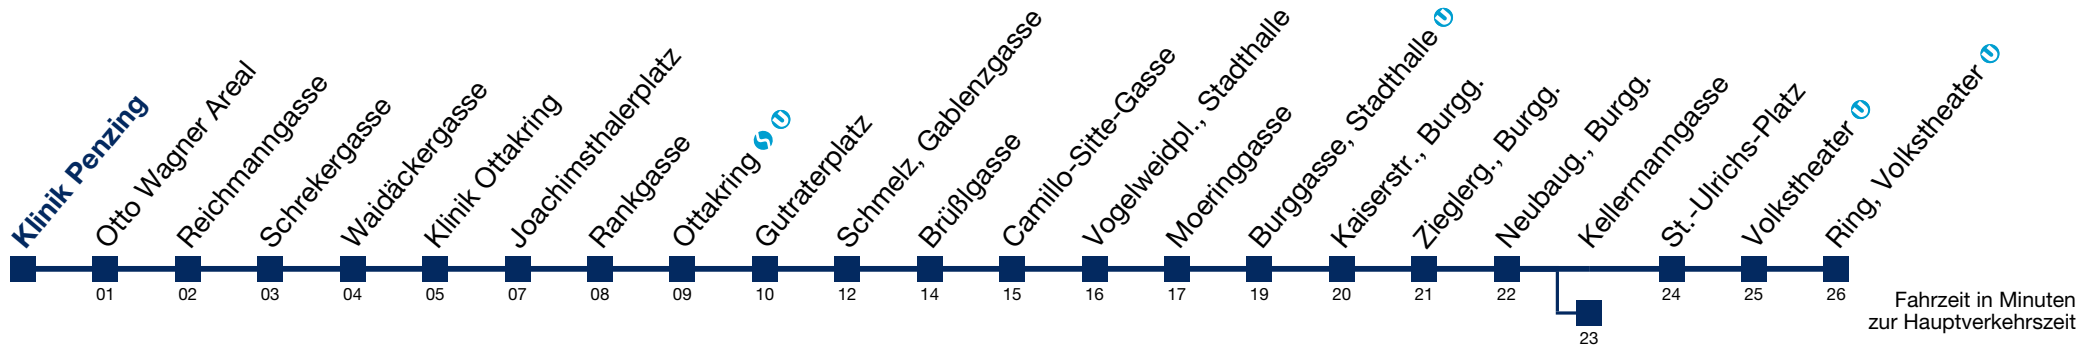 Klinik Penzing
Otto Wagner Areal
Reichmanngasse
Schrekergasse
Waidäckergasse
Klinik Ottakring
Joachimsthalerplatz
Rankgasse
Ottakring
Gutraterplatz
Schmelz, Gablenzgasse
Brüßlgasse
Camillo-Sitte-Gasse
Vogelweidpl., Stadthalle
Moeringgasse
Burggasse, Stadthalle U
Kaiserstr., Burgg.
Zieglerg., Burgg.
Neubaug., Burgg.
Kellermanngasse
St.-Ulrichs-Platz
Volkstheater U
Ring, Volkstheater U
01 02 03 04 05 07 08 09 10 12 14 15 16 17 19 20 21 22 24 25 26
23
Fahrzeit in Minuten
zur Hauptverkehrszeit